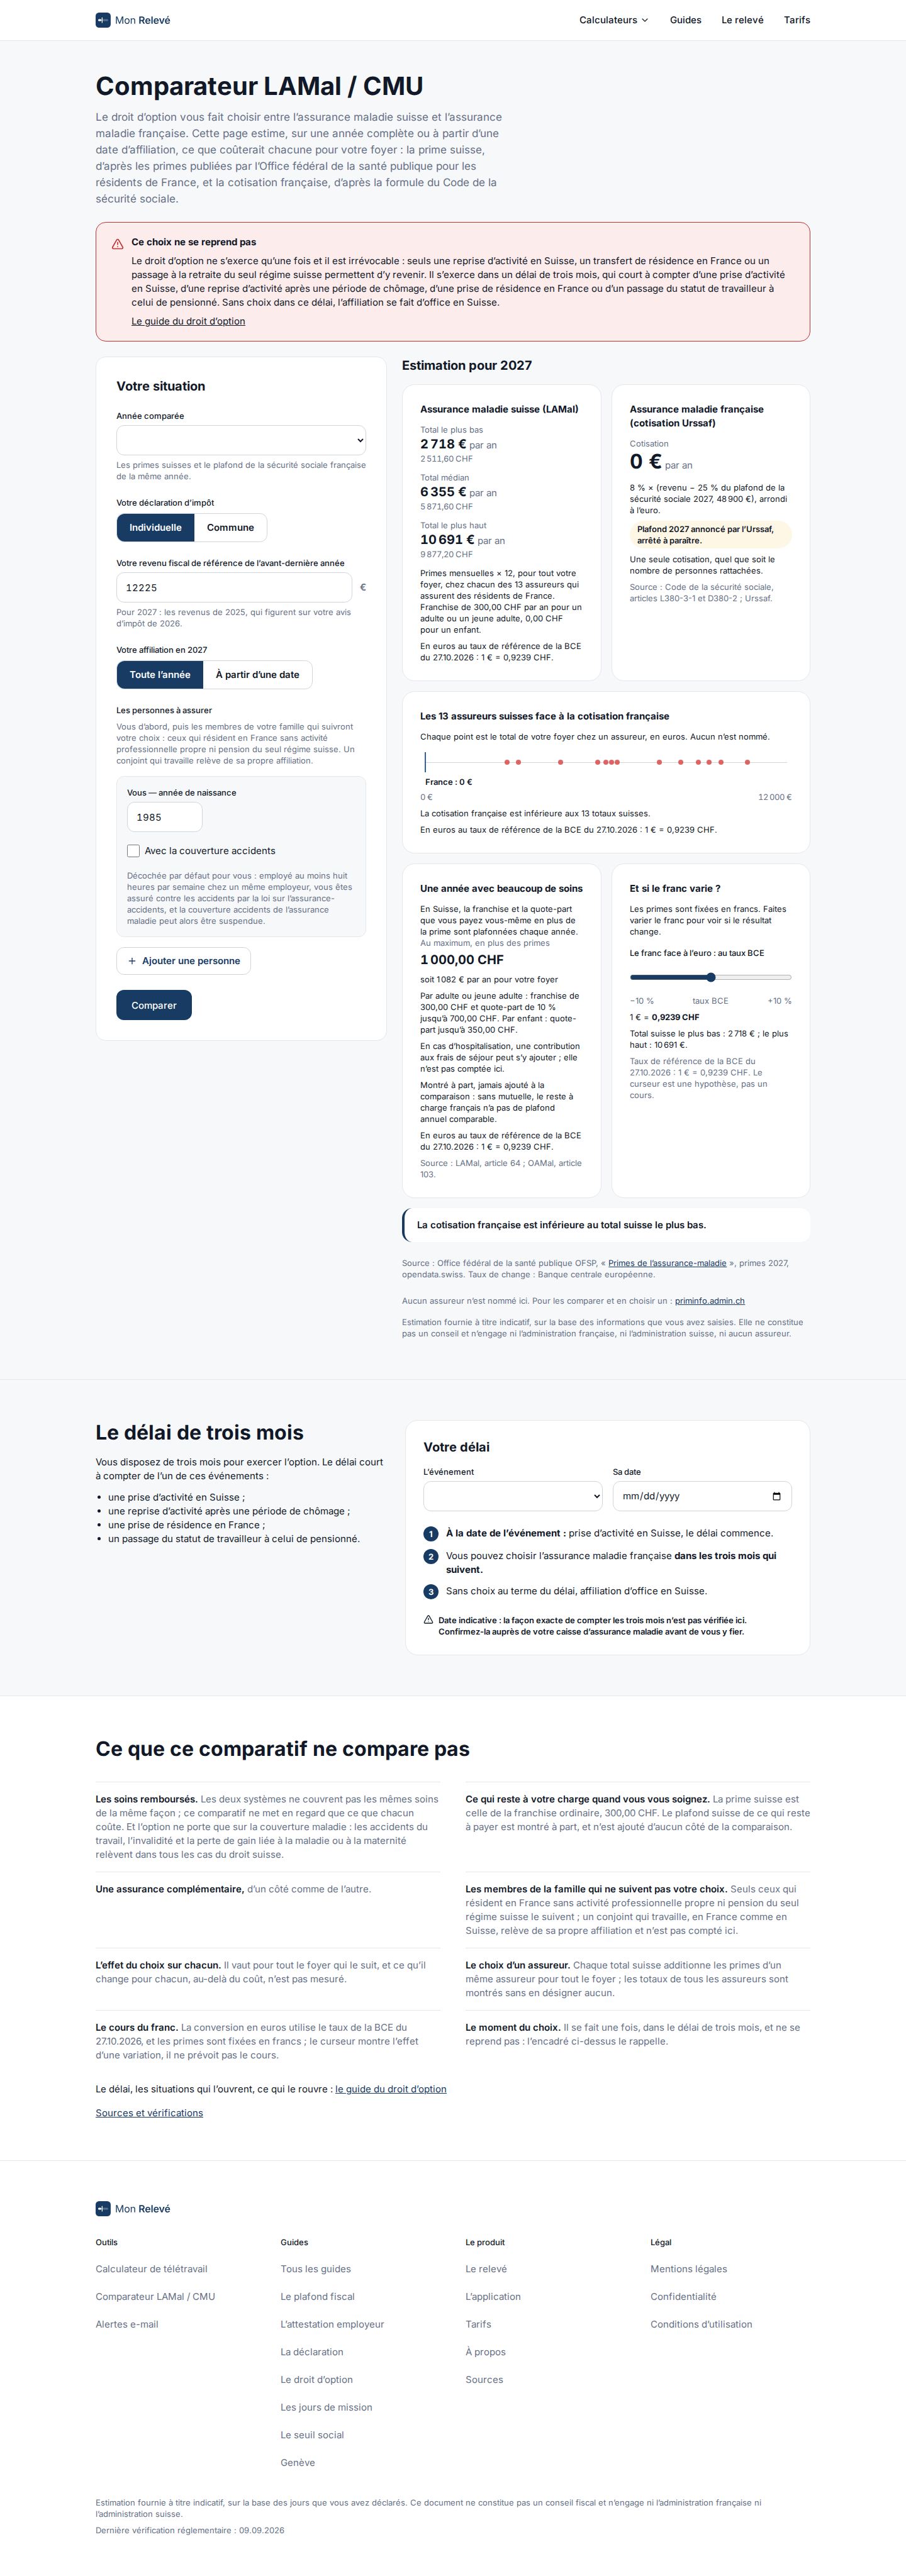 Mon Relevé
Calculateurs
Guides
Le relevé
Tarifs
Comparateur LAMal / CMU
Le droit d’option vous fait choisir entre l’assurance maladie suisse et l’assurance
maladie française. Cette page estime, sur une année complète ou à partir d’une
date d’affiliation, ce que coûterait chacune pour votre foyer : la prime suisse,
d’après les primes publiées par l’Office fédéral de la santé publique pour les
résidents de France, et la cotisation française, d’après la formule du Code de la
sécurité sociale.
Ce choix ne se reprend pas
Le droit d’option ne s’exerce qu’une fois et il est irrévocable : seuls une reprise d’activité en Suisse, un transfert de résidence en France ou un
passage à la retraite du seul régime suisse permettent d’y revenir. Il s’exerce dans un délai de trois mois, qui court à compter d’une prise d’activité
en Suisse, d’une reprise d’activité après une période de chômage, d’une prise de résidence en France ou d’un passage du statut de travailleur à
celui de pensionné. Sans choix dans ce délai, l’affiliation se fait d’office en Suisse.
Le guide du droit d’option
Votre situation
Année comparée
Les primes suisses et le plafond de la sécurité sociale française
de la même année.
Votre déclaration d’impôt
Individuelle
Commune
Votre revenu fiscal de référence de l’avant-dernière année
12225
€
Pour 2027 : les revenus de 2025, qui figurent sur votre avis
d’impôt de 2026.
Votre affiliation en 2027
Toute l’année
À partir d’une date
Les personnes à assurer
Vous d’abord, puis les membres de votre famille qui suivront
votre choix : ceux qui résident en France sans activité
professionnelle propre ni pension du seul régime suisse. Un
conjoint qui travaille relève de sa propre affiliation.
Vous — année de naissance
1985
Avec la couverture accidents
Décochée par défaut pour vous : employé au moins huit
heures par semaine chez un même employeur, vous êtes
assuré contre les accidents par la loi sur l’assurance-
accidents, et la couverture accidents de l’assurance
maladie peut alors être suspendue.
Ajouter une personne
Comparer
Estimation pour 2027
Assurance maladie suisse (LAMal)
Total le plus bas
2 718 € par an
2 511,60 CHF
Total médian
6 355 € par an
5 871,60 CHF
Total le plus haut
10 691 € par an
9 877,20 CHF
Primes mensuelles × 12, pour tout votre
foyer, chez chacun des 13 assureurs qui
assurent des résidents de France.
Franchise de 300,00 CHF par an pour un
adulte ou un jeune adulte, 0,00 CHF
pour un enfant.
En euros au taux de référence de la BCE
du 27.10.2026 : 1 € = 0,9239 CHF.
Assurance maladie française
(cotisation Urssaf)
Cotisation
0 € par an
8 % × (revenu − 25 % du plafond de la
sécurité sociale 2027, 48 900 €), arrondi
à l’euro.
Plafond 2027 annoncé par l’Urssaf,
arrêté à paraître.
Une seule cotisation, quel que soit le
nombre de personnes rattachées.
Source : Code de la sécurité sociale,
articles L380-3-1 et D380-2 ; Urssaf.
Les 13 assureurs suisses face à la cotisation française
Chaque point est le total de votre foyer chez un assureur, en euros. Aucun n’est nommé.
France : 0 €
0 €
12 000 €
La cotisation française est inférieure aux 13 totaux suisses.
En euros au taux de référence de la BCE du 27.10.2026 : 1 € = 0,9239 CHF.
Une année avec beaucoup de soins
En Suisse, la franchise et la quote-part
que vous payez vous-même en plus de
la prime sont plafonnées chaque année.
Au maximum, en plus des primes
1 000,00 CHF
soit 1 082 € par an pour votre foyer
Par adulte ou jeune adulte : franchise de
300,00 CHF et quote-part de 10 %
jusqu’à 700,00 CHF. Par enfant : quote-
part jusqu’à 350,00 CHF.
En cas d’hospitalisation, une contribution
aux frais de séjour peut s’y ajouter ; elle
n’est pas comptée ici.
Montré à part, jamais ajouté à la
comparaison : sans mutuelle, le reste à
charge français n’a pas de plafond
annuel comparable.
En euros au taux de référence de la BCE
du 27.10.2026 : 1 € = 0,9239 CHF.
Source : LAMal, article 64 ; OAMal, article
103.
Et si le franc varie ?
Les primes sont fixées en francs. Faites
varier le franc pour voir si le résultat
change.
Le franc face à l’euro : au taux BCE
−10 %
taux BCE
+10 %
1 € = 0,9239 CHF
Total suisse le plus bas : 2 718 € ; le plus
haut : 10 691 €.
Taux de référence de la BCE du
27.10.2026 : 1 € = 0,9239 CHF. Le
curseur est une hypothèse, pas un
cours.
La cotisation française est inférieure au total suisse le plus bas.
Source : Office fédéral de la santé publique OFSP, « Primes de l’assurance-maladie », primes 2027,
opendata.swiss. Taux de change : Banque centrale européenne.
Aucun assureur n’est nommé ici. Pour les comparer et en choisir un : priminfo.admin.ch
Estimation fournie à titre indicatif, sur la base des informations que vous avez saisies. Elle ne constitue
pas un conseil et n’engage ni l’administration française, ni l’administration suisse, ni aucun assureur.
Le délai de trois mois
Vous disposez de trois mois pour exercer l’option. Le délai court
à compter de l’un de ces événements :
• une prise d’activité en Suisse ;
• une reprise d’activité après une période de chômage ;
• une prise de résidence en France ;
• un passage du statut de travailleur à celui de pensionné.
Votre délai
L’événement
Sa date
mm/dd/yyyy
1 À la date de l’événement : prise d’activité en Suisse, le délai commence.
2 Vous pouvez choisir l’assurance maladie française dans les trois mois qui
suivent.
3 Sans choix au terme du délai, affiliation d’office en Suisse.
Date indicative : la façon exacte de compter les trois mois n’est pas vérifiée ici.
Confirmez-la auprès de votre caisse d’assurance maladie avant de vous y fier.
Ce que ce comparatif ne compare pas
Les soins remboursés. Les deux systèmes ne couvrent pas les mêmes soins
de la même façon ; ce comparatif ne met en regard que ce que chacun
coûte. Et l’option ne porte que sur la couverture maladie : les accidents du
travail, l’invalidité et la perte de gain liée à la maladie ou à la maternité
relèvent dans tous les cas du droit suisse.
Ce qui reste à votre charge quand vous vous soignez. La prime suisse est
celle de la franchise ordinaire, 300,00 CHF. Le plafond suisse de ce qui reste
à payer est montré à part, et n’est ajouté d’aucun côté de la comparaison.
Une assurance complémentaire, d’un côté comme de l’autre.
Les membres de la famille qui ne suivent pas votre choix. Seuls ceux qui
résident en France sans activité professionnelle propre ni pension du seul
régime suisse le suivent ; un conjoint qui travaille, en France comme en
Suisse, relève de sa propre affiliation et n’est pas compté ici.
L’effet du choix sur chacun. Il vaut pour tout le foyer qui le suit, et ce qu’il
change pour chacun, au-delà du coût, n’est pas mesuré.
Le choix d’un assureur. Chaque total suisse additionne les primes d’un
même assureur pour tout le foyer ; les totaux de tous les assureurs sont
montrés sans en désigner aucun.
Le cours du franc. La conversion en euros utilise le taux de la BCE du
27.10.2026, et les primes sont fixées en francs ; le curseur montre l’effet
d’une variation, il ne prévoit pas le cours.
Le moment du choix. Il se fait une fois, dans le délai de trois mois, et ne se
reprend pas : l’encadré ci-dessus le rappelle.
Le délai, les situations qui l’ouvrent, ce qui le rouvre : le guide du droit d’option
Sources et vérifications
Mon Relevé
Outils
Calculateur de télétravail
Comparateur LAMal / CMU
Alertes e-mail
Guides
Tous les guides
Le plafond fiscal
L’attestation employeur
La déclaration
Le droit d’option
Les jours de mission
Le seuil social
Genève
Le produit
Le relevé
L’application
Tarifs
À propos
Sources
Légal
Mentions légales
Confidentialité
Conditions d’utilisation
Estimation fournie à titre indicatif, sur la base des jours que vous avez déclarés. Ce document ne constitue pas un conseil fiscal et n’engage ni l’administration française ni
l’administration suisse.
Dernière vérification réglementaire : 09.09.2026